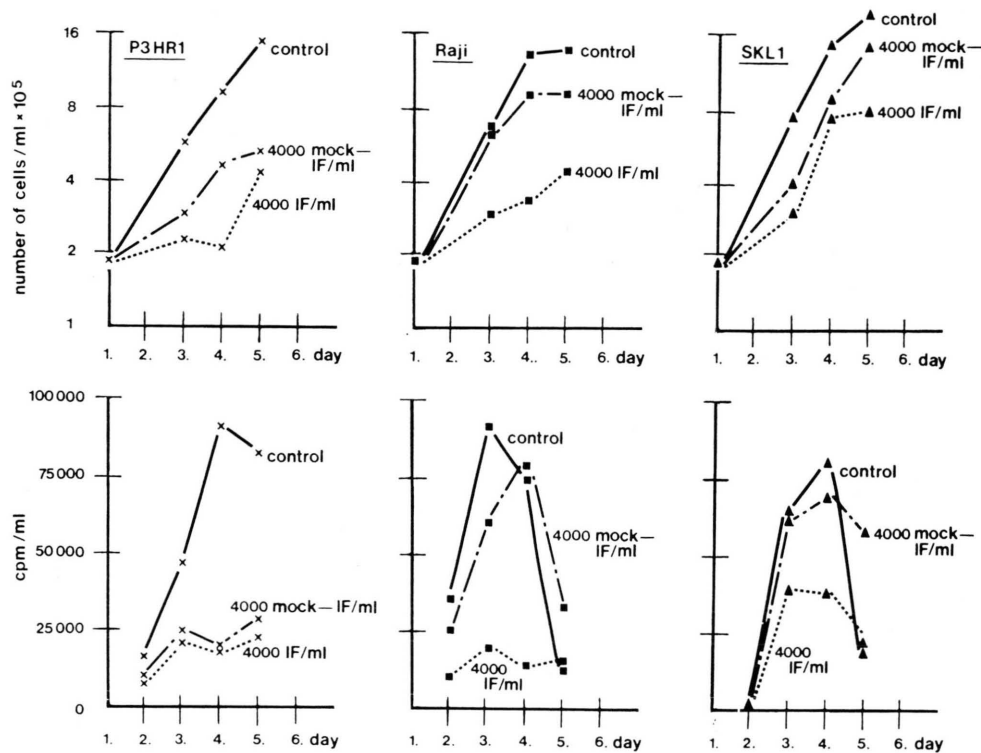 P3HR1
control
4000 mock—
IF/ml
4000 IF/ml
number of cells / ml × 10⁵
16
8
4
2
1
1. 2. 3. 4. 5. 6. day
Raji
control
4000 mock—
IF/ml
4000 IF/ml
1. 2. 3. 4.. 5. 6. day
SKL1
control
4000 mock—
IF/ml
4000 IF/ml
1. 2. 3. 4. 5. 6. day
cpm/ml
100 000
75 000
50 000
25 000
0
control
4000 mock—IF/ml
4000 IF/ml
1. 2. 3. 4. 5. 6. day
control
4000 mock—
IF/ml
4000
IF/ml
1. 2. 3. 4. 5. 6. day
control
4000 mock—
IF/ml
4000
IF/ml
1. 2. 3. 4. 5. 6. day